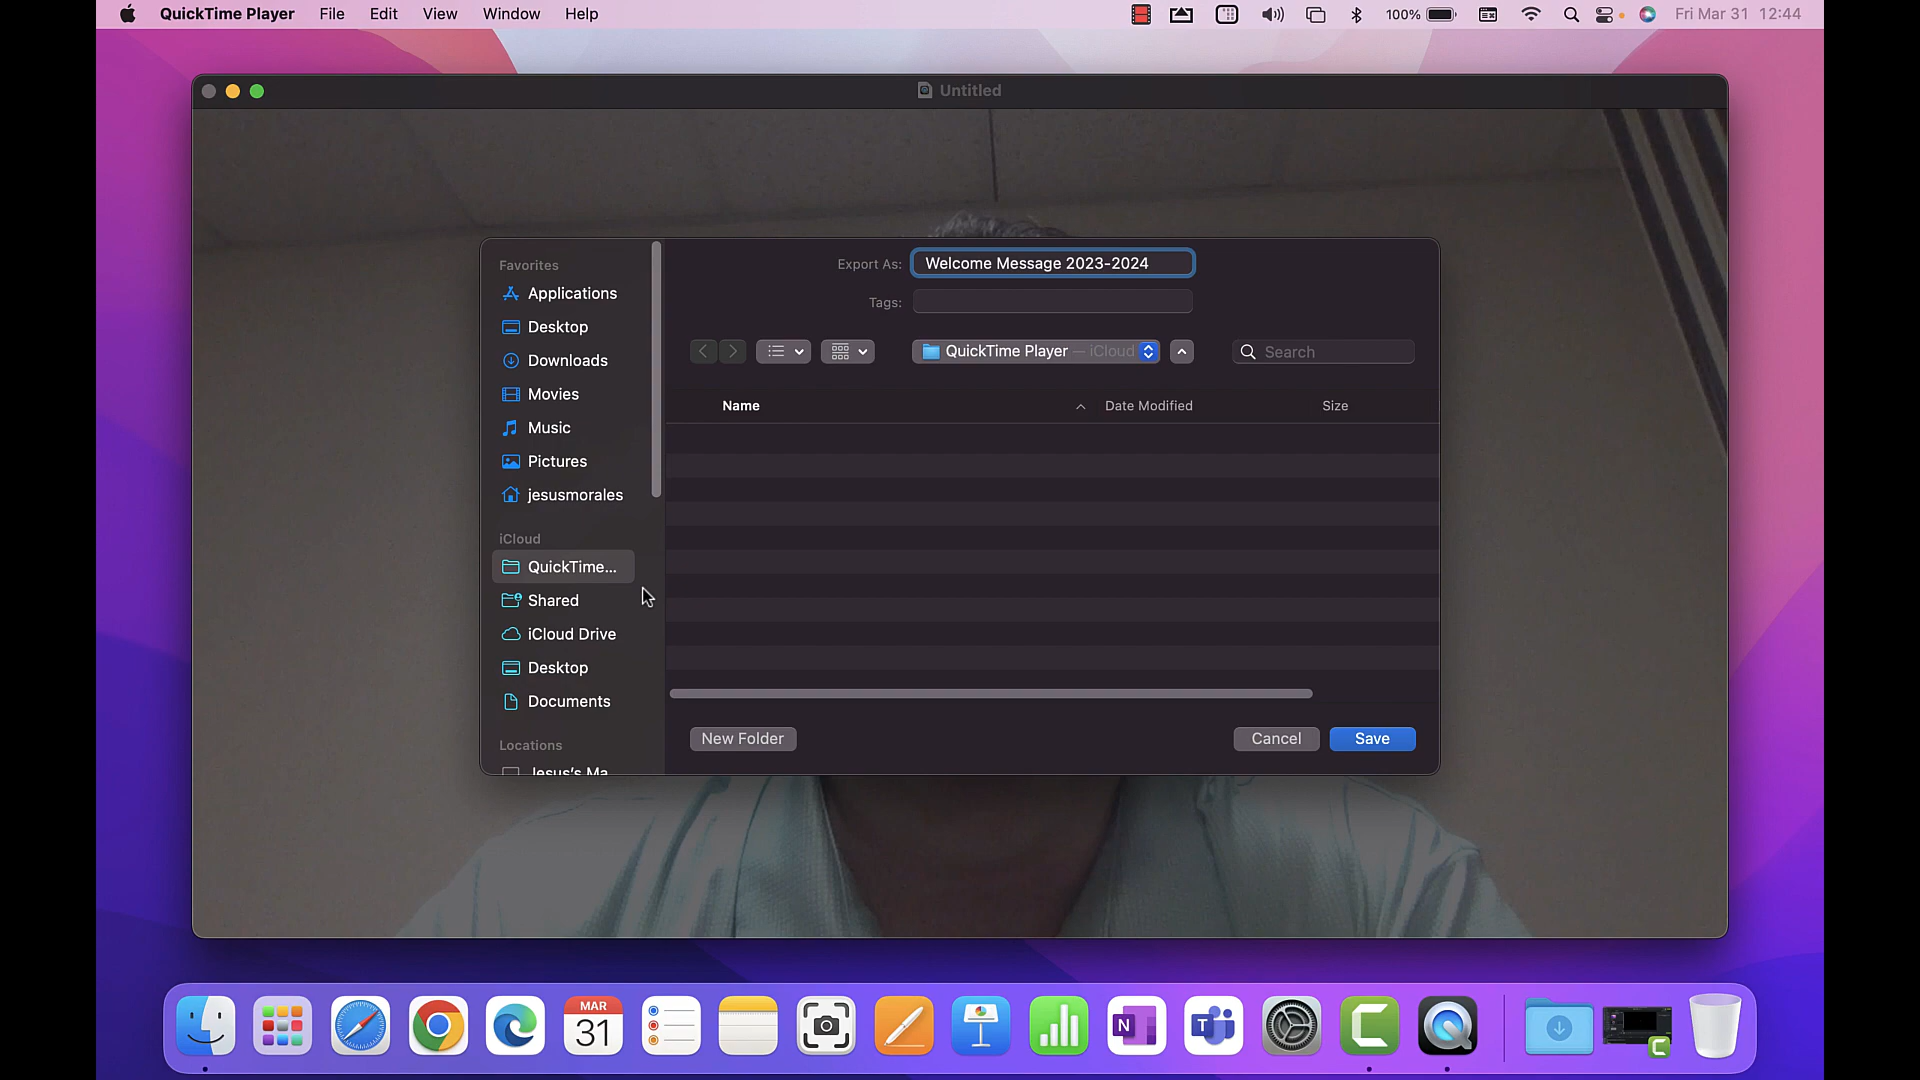 QuickTime Player File Edit View Window Help 100% Fri Mar 31 12:44
Untitled
Favorites
Applications
Desktop
Downloads
Movies
Music
Pictures
jesusmorales
iCloud
QuickTime...
Shared
iCloud Drive
Desktop
Documents
Locations
Jesus's Ma
Export As: Welcome Message 2023-2024
Tags:
QuickTime Player — iCloud
Search
Name Date Modified Size
New Folder Cancel Save
MAR
31
N
T